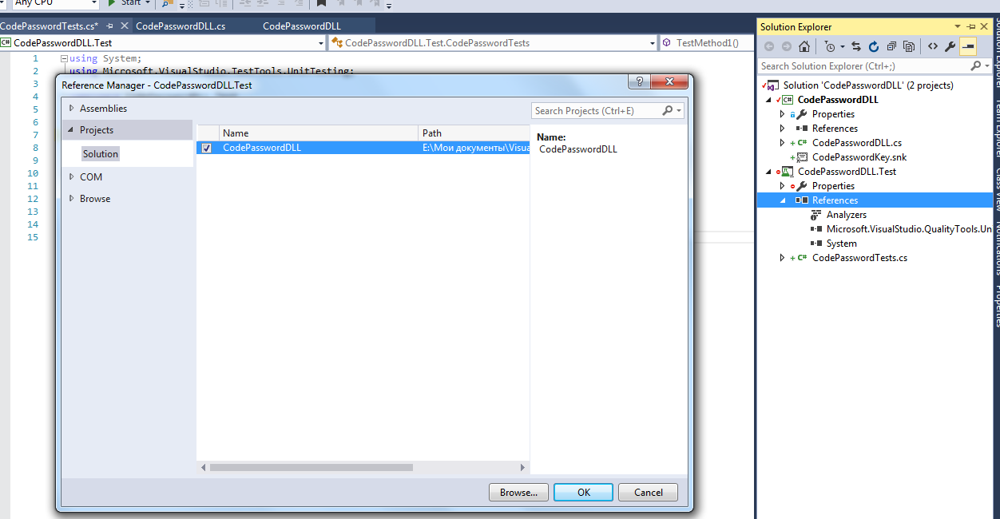 Any CPU Start
CodePasswordTests.cs* CodePasswordDLL.cs CodePasswordDLL
CodePasswordDLL.Test CodePasswordDLL.Test.CodePasswordTests TestMethod1()
1 using System;
2 using Microsoft.VisualStudio.TestTools.UnitTesting;
3
4
5
6
7
8
9
10
11
12
13
14
15
Reference Manager - CodePasswordDLL.Test
Assemblies
Projects
Solution
COM
Browse
Search Projects (Ctrl+E)
Name Path
CodePasswordDLL E:\Мои документы\Visua
Name:
CodePasswordDLL
Browse... OK Cancel
Solution Explorer
Search Solution Explorer (Ctrl+;)
Solution 'CodePasswordDLL' (2 projects)
CodePasswordDLL
Properties
References
CodePasswordDLL.cs
CodePasswordKey.snk
CodePasswordDLL.Test
Properties
References
Analyzers
Microsoft.VisualStudio.QualityTools.Un
System
CodePasswordTests.cs
Solution Explorer
Team Explorer
Class View
Notifications
Properties